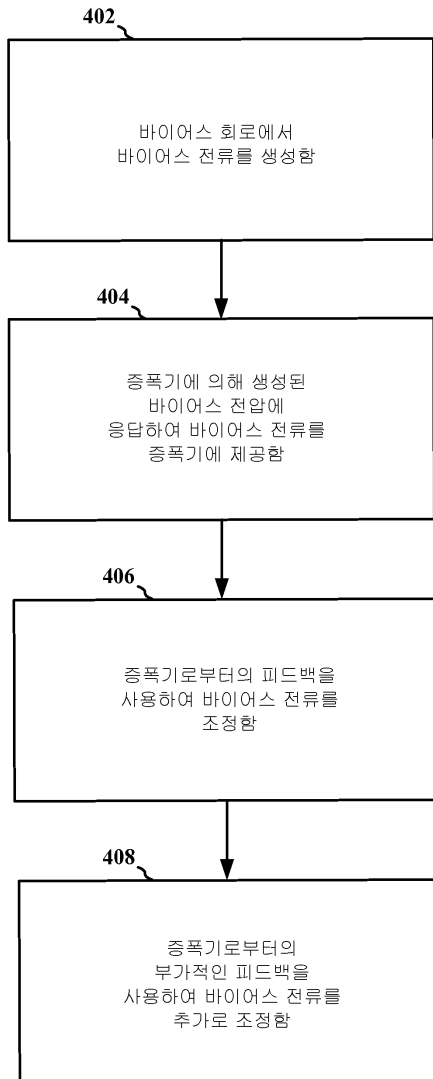 402
바이어스 회로에서
바이어스 전류를 생성함
404
증폭기에 의해 생성된
바이어스 전압에
응답하여 바이어스 전류를
증폭기에 제공함
406
증폭기로부터의 피드백을
사용하여 바이어스 전류를
조정함
408
증폭기로부터의
부가적인 피드백을
사용하여 바이어스 전류를
추가로 조정함